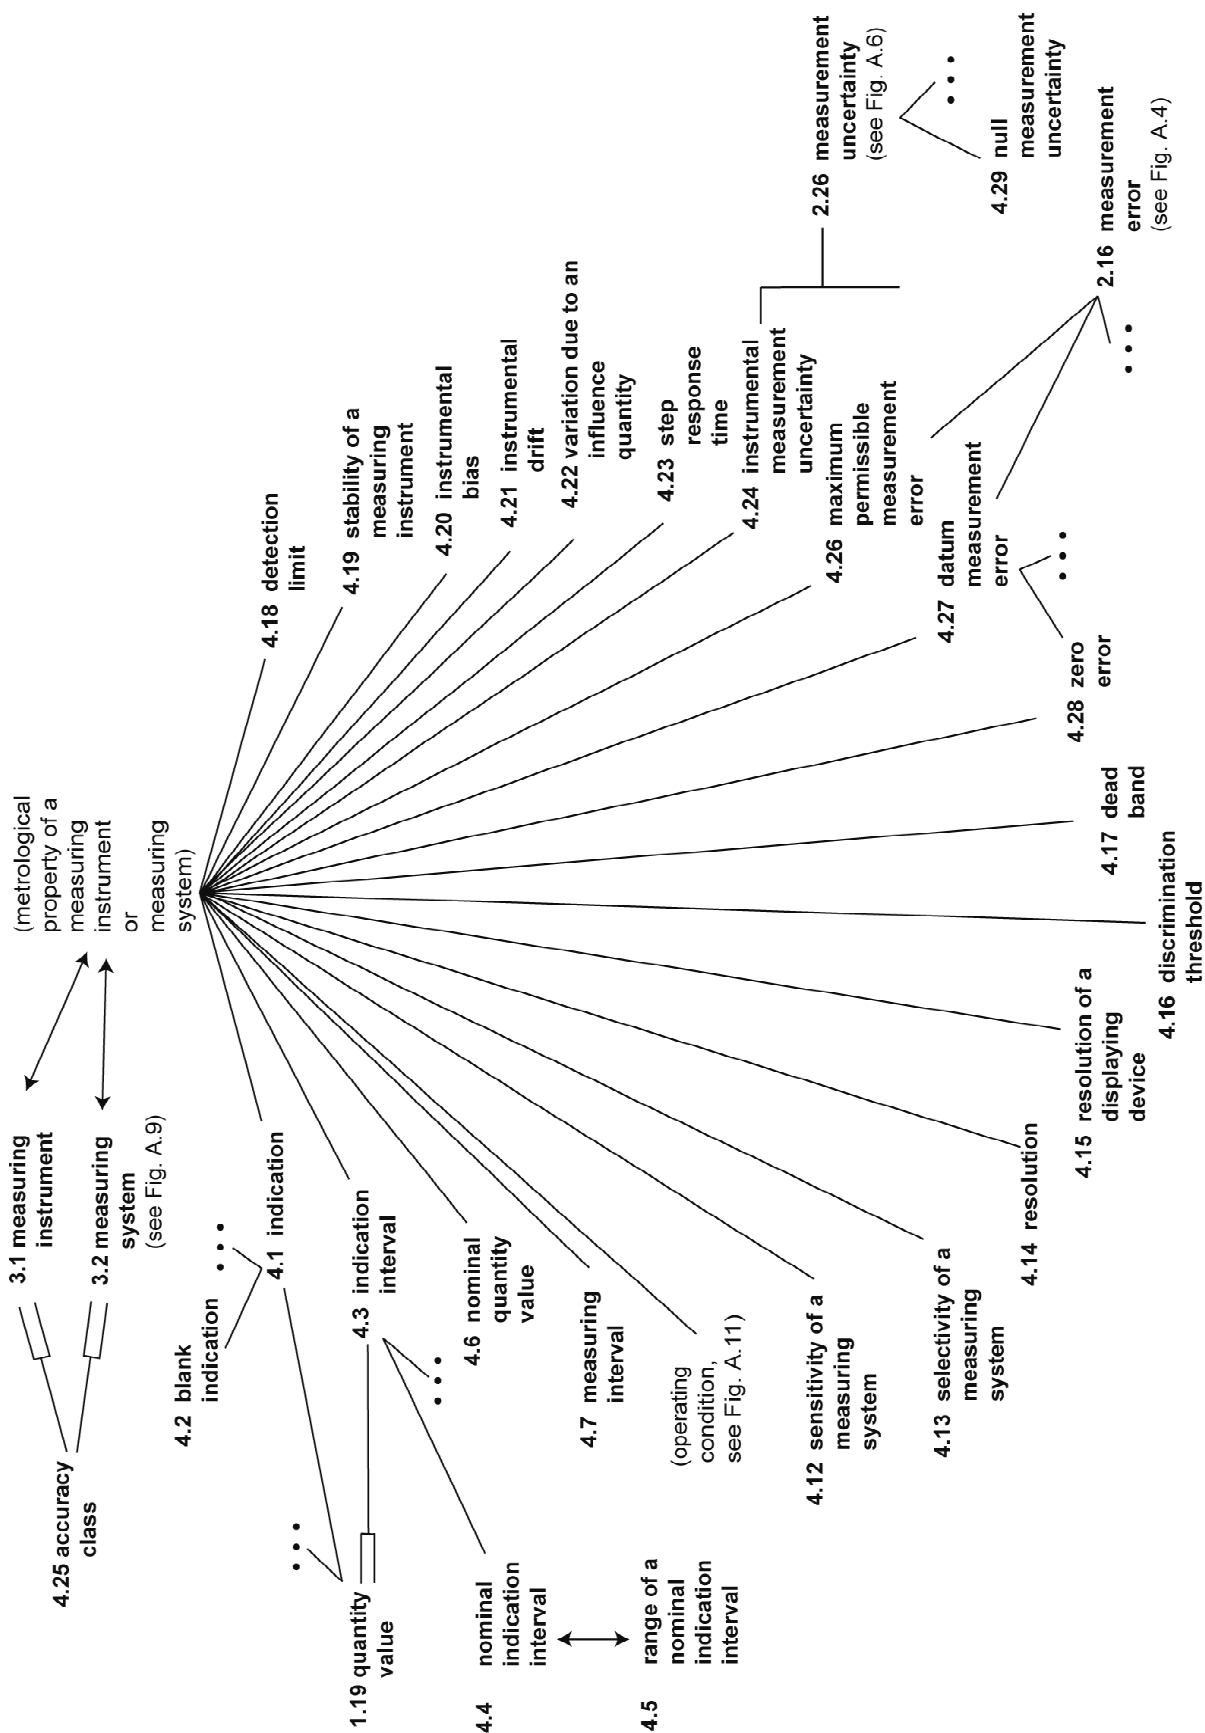 (metrological
property of a
measuring
instrument
or
measuring
system)
3.1 measuring
instrument
3.2 measuring
system
(see Fig. A.9)
4.25 accuracy
class
4.2 blank
indication
4.1 indication
1.19 quantity
value
4.3 indication
interval
4.4 nominal
indication
interval
4.5 range of a
nominal
indication
interval
4.6 nominal
quantity
value
4.7 measuring
interval
(operating
condition,
see Fig. A.11)
4.12 sensitivity of a
measuring
system
4.13 selectivity of a
measuring
system
4.14 resolution
4.15 resolution of a
displaying
device
4.16 discrimination
threshold
4.17 dead
band
4.28 zero
error
4.27 datum
measurement
error
4.26 maximum
permissible
measurement
error
4.24 instrumental
measurement
uncertainty
4.23 step
response
time
4.22 variation due to an
influence
quantity
4.21 instrumental
drift
4.20 instrumental
bias
4.19 stability of a
measuring
instrument
4.18 detection
limit
2.26 measurement
uncertainty
(see Fig. A.6)
4.29 null
measurement
uncertainty
2.16 measurement
error
(see Fig. A.4)